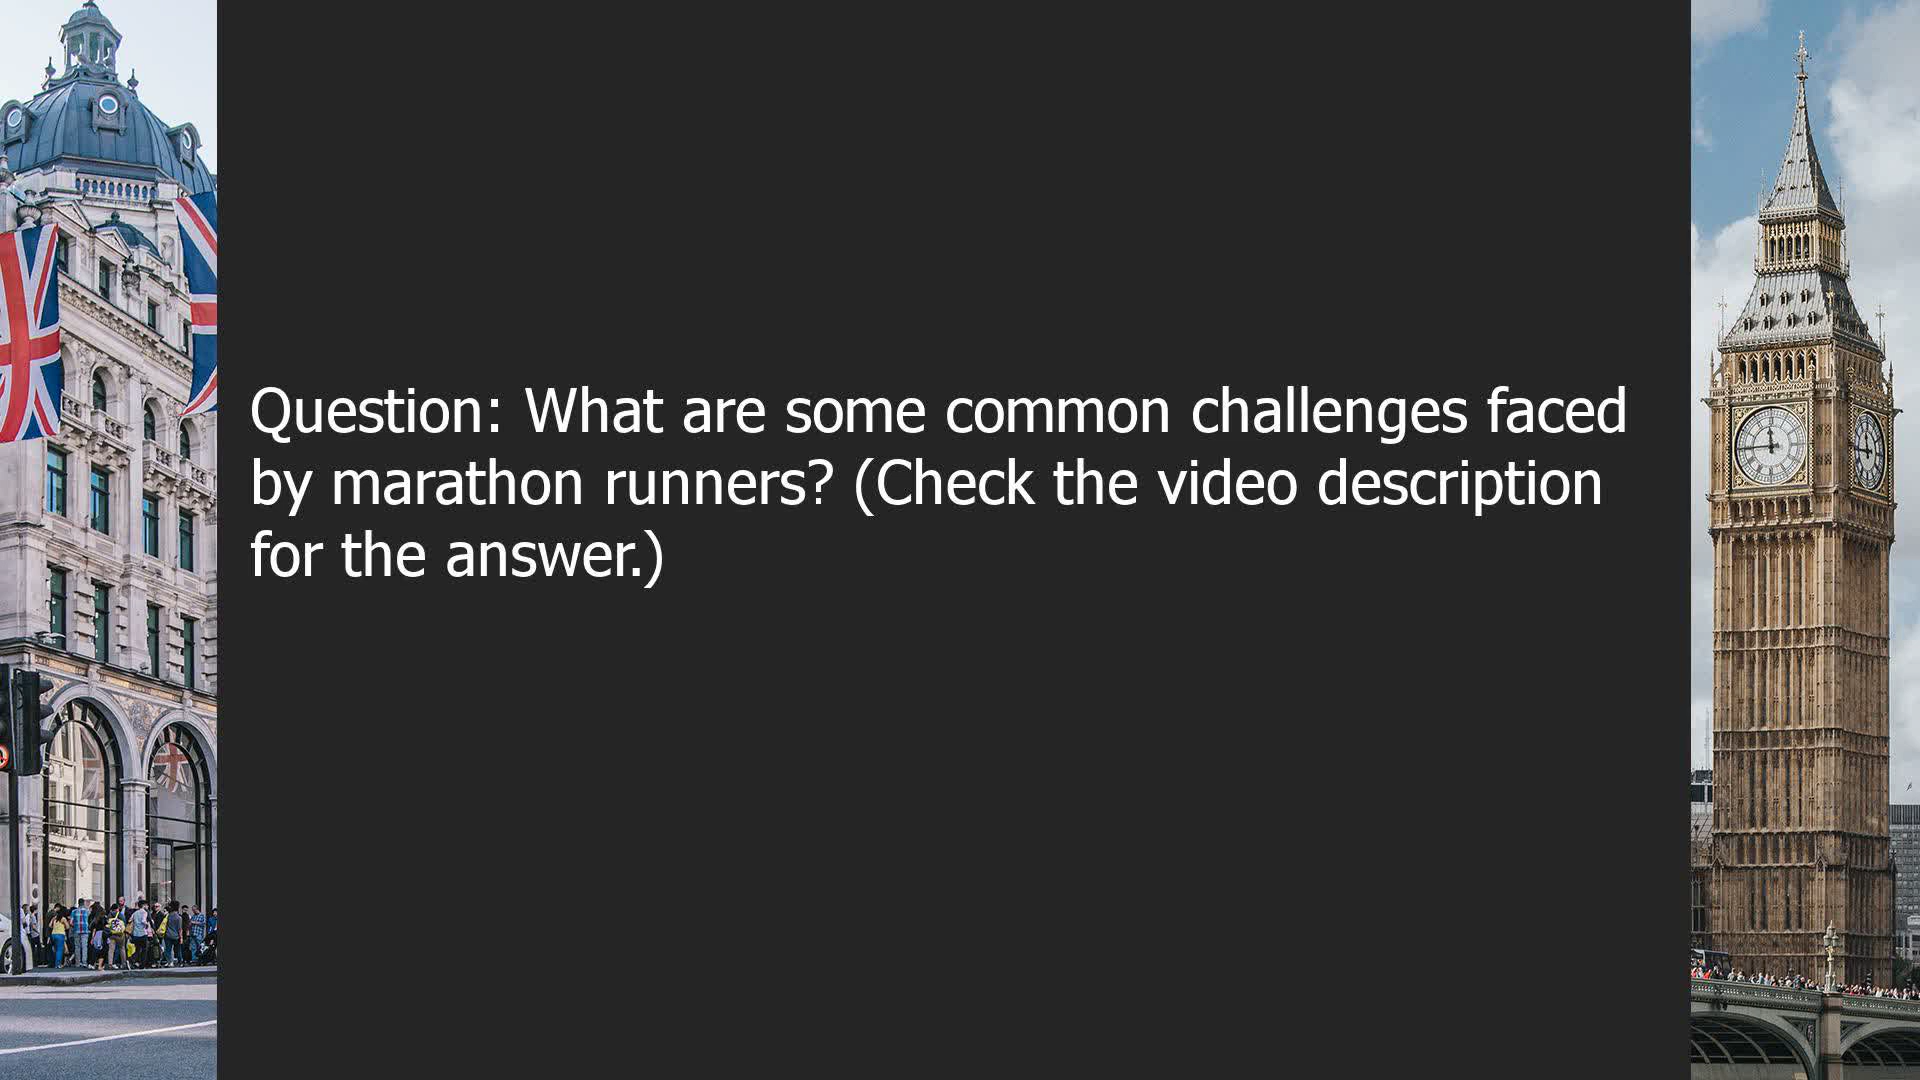 Question: What are some common challenges faced
by marathon runners? (Check the video description
for the answer.)